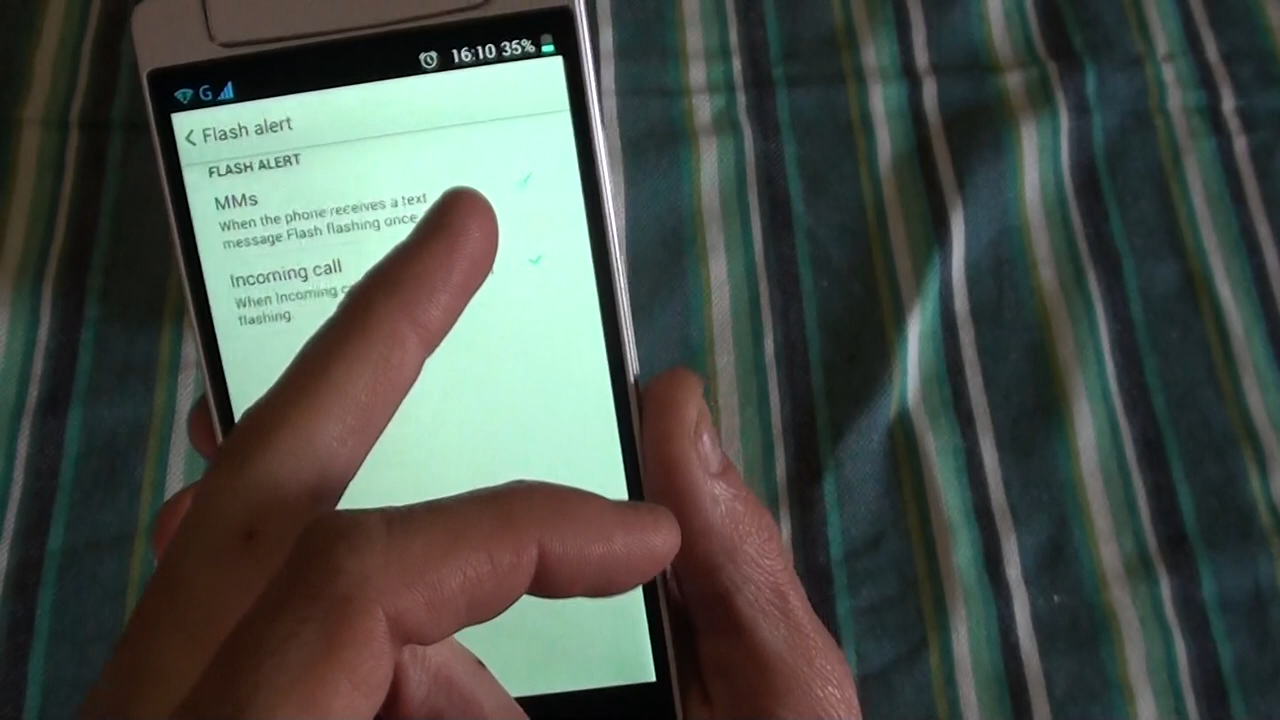 G 16:10 35%
Flash alert
FLASH ALERT
MMs
When the phone receives a text
message Flash flashing once
Incoming call
When Incoming
flashing